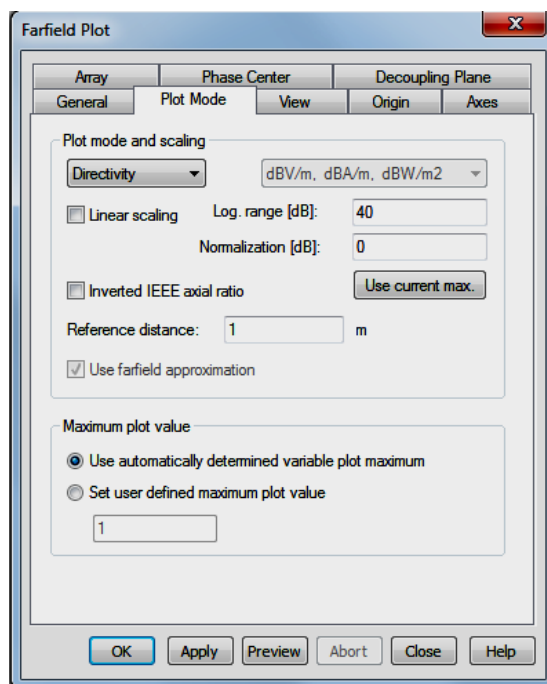 Farfield Plot
Array Phase Center Decoupling Plane
General Plot Mode View Origin Axes
Plot mode and scaling
Directivity dBV/m, dBA/m, dBW/m2
Linear scaling Log. range [dB]: 40
Normalization [dB]: 0
Inverted IEEE axial ratio Use current max.
Reference distance: 1 m
Use farfield approximation
Maximum plot value
Use automatically determined variable plot maximum
Set user defined maximum plot value
1
OK Apply Preview Abort Close Help